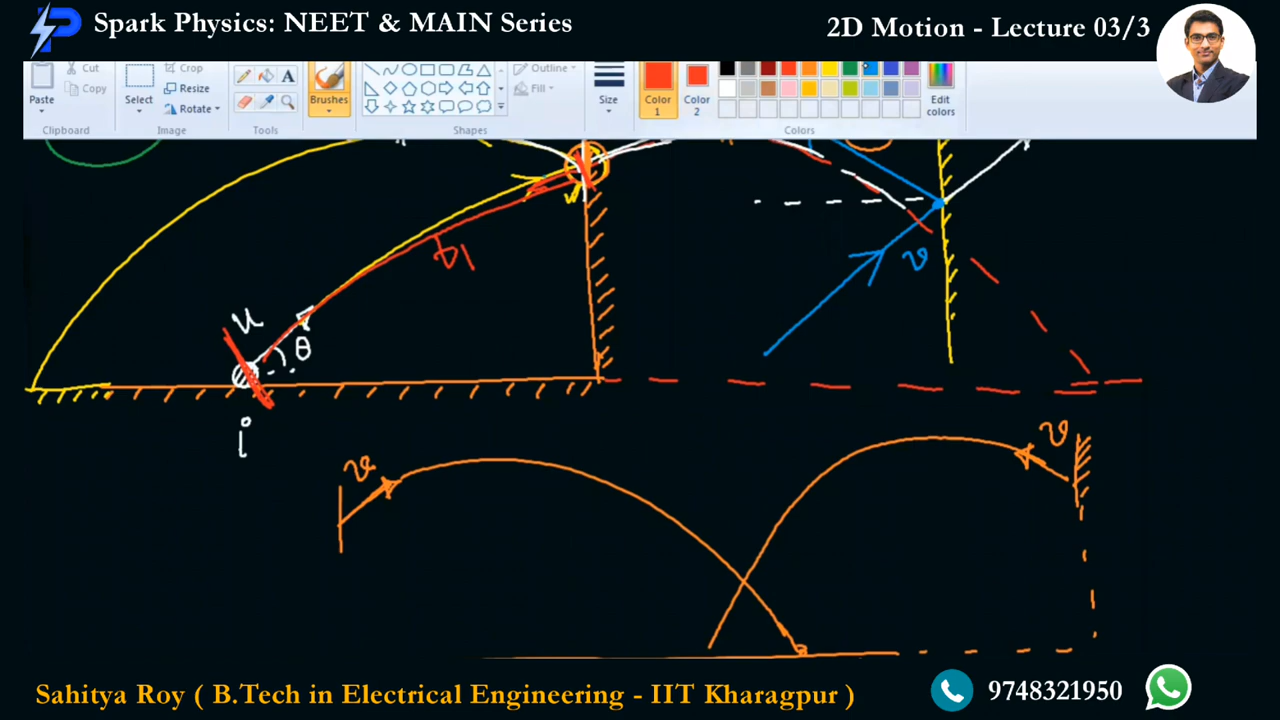 Spark Physics: NEET & MAIN Series
2D Motion - Lecture 03/3
Paste
Cut
Copy
Clipboard
Select
Crop
Resize
Rotate
Image
Tools
Brushes
Shapes
Outline
Fill
Size
Color 1
Color 2
Colors
Edit colors
u
θ
t1
v
i
v
v
Sahitya Roy ( B.Tech in Electrical Engineering - IIT Kharagpur )
9748321950